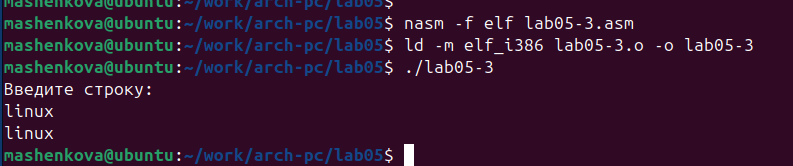 mashenkova@ubuntu:~/work/arch-pc/lab05$
mashenkova@ubuntu:~/work/arch-pc/lab05$ nasm -f elf lab05-3.asm
mashenkova@ubuntu:~/work/arch-pc/lab05$ ld -m elf_i386 lab05-3.o -o lab05-3
mashenkova@ubuntu:~/work/arch-pc/lab05$ ./lab05-3
Введите строку:
linux
linux
mashenkova@ubuntu:~/work/arch-pc/lab05$